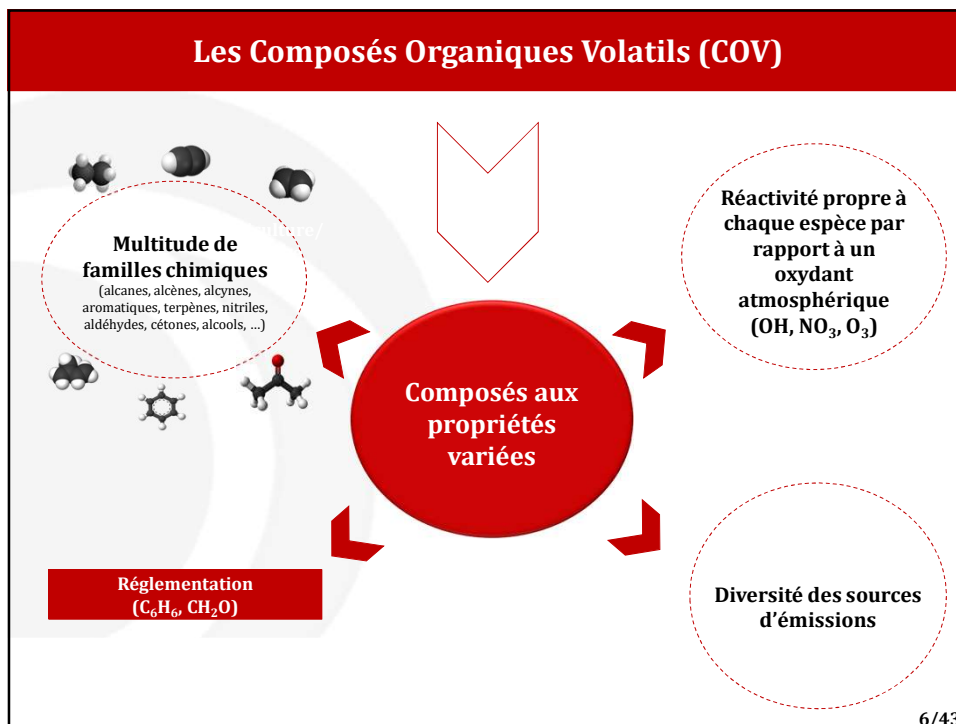 Les Composés Organiques Volatils (COV)
Multitude de
familles chimiques
(alcanes, alcènes, alcynes,
aromatiques, terpènes, nitriles,
aldéhydes, cétones, alcools, …)
Réactivité propre à
chaque espèce par
rapport à un
oxydant
atmosphérique
(OH, NO₃, O₃)
Composés aux
propriétés
variées
Réglementation
(C₆H₆, CH₂O)
Diversité des sources
d'émissions
6/43